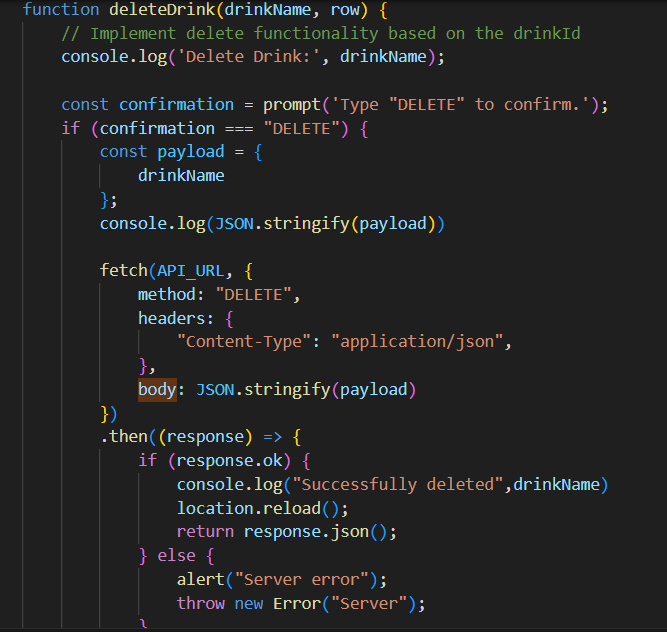 function deleteDrink(drinkName, row) {
// Implement delete functionality based on the drinkId
console.log('Delete Drink:', drinkName);
const confirmation = prompt('Type "DELETE" to confirm.');
if (confirmation === "DELETE") {
const payload = {
drinkName
};
console.log(JSON.stringify(payload))
fetch(API_URL, {
method: "DELETE",
headers: {
"Content-Type": "application/json",
},
body: JSON.stringify(payload)
})
.then((response) => {
if (response.ok) {
console.log("Successfully deleted",drinkName)
location.reload();
return response.json();
} else {
alert("Server error");
throw new Error("Server");
}